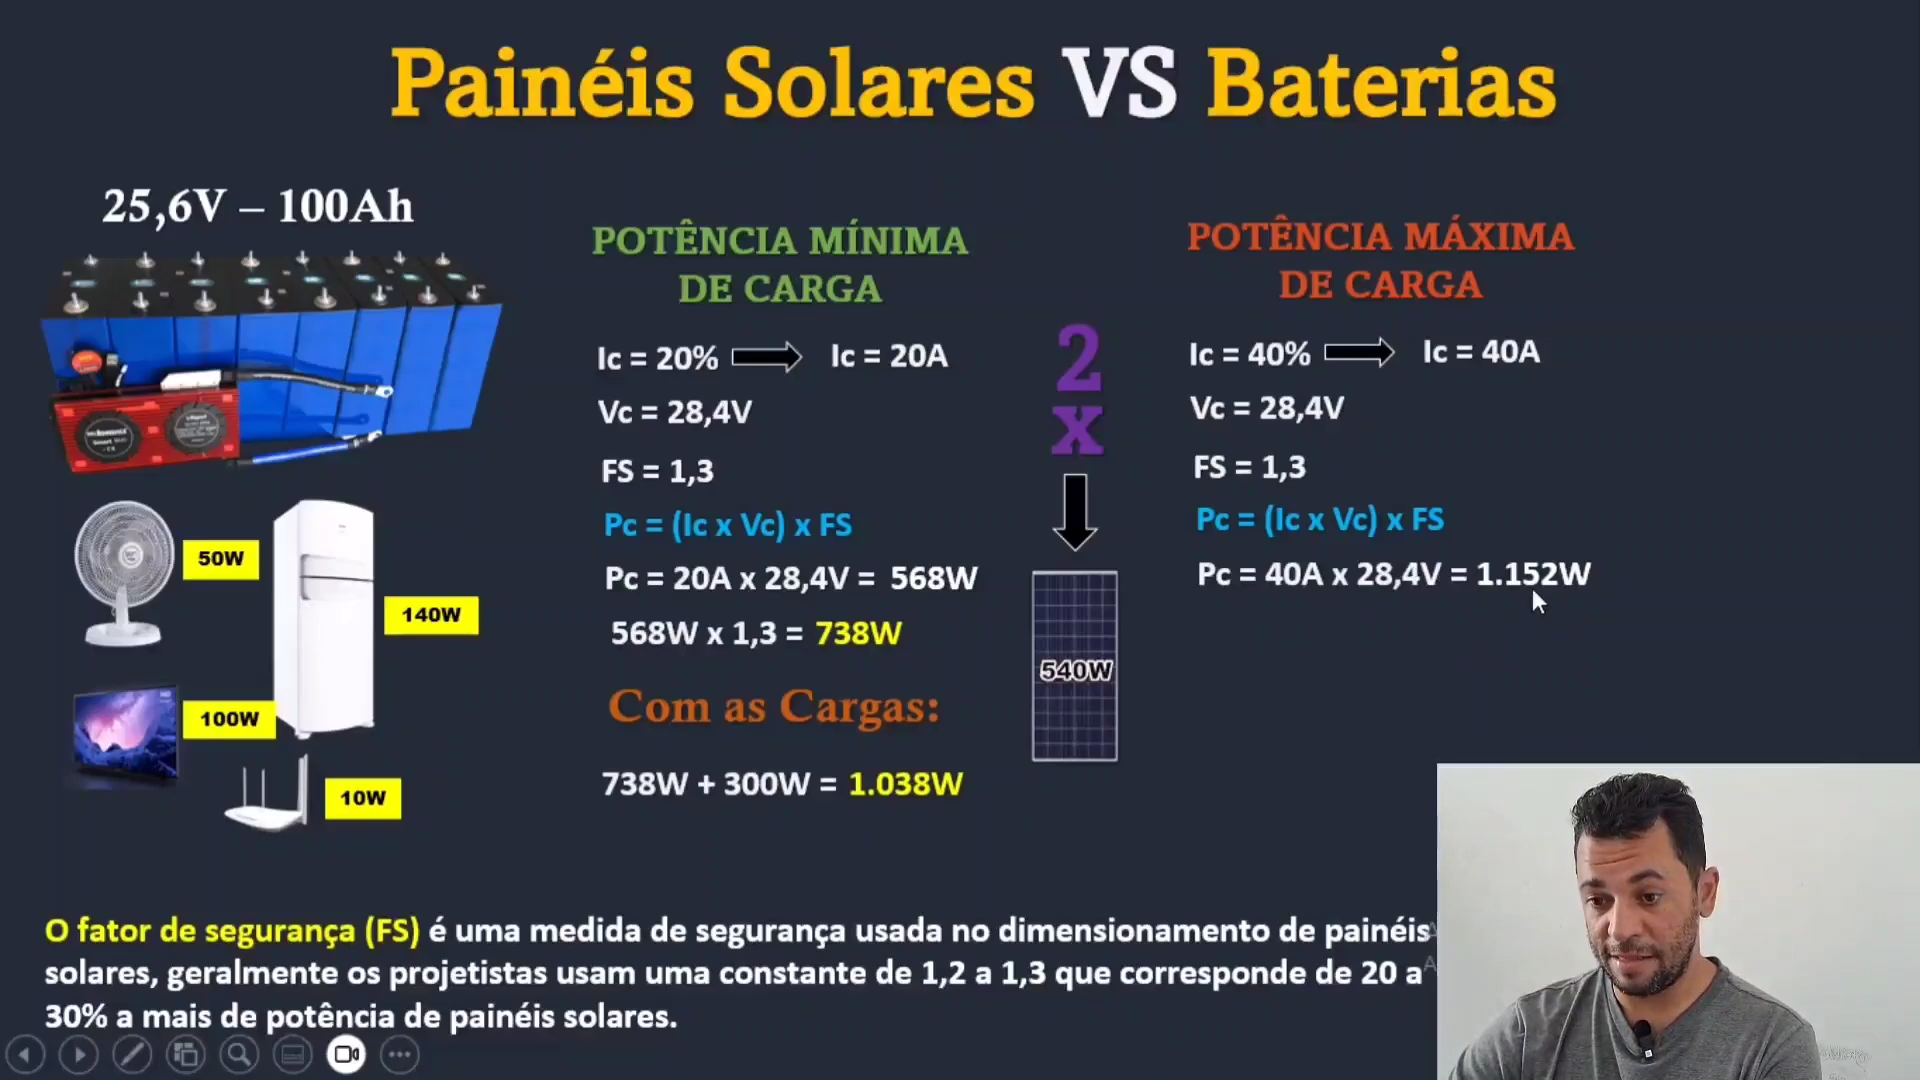 Painéis Solares VS Baterias
25,6V – 100Ah
50W
140W
100W
10W
POTÊNCIA MÍNIMA
DE CARGA
Ic = 20% Ic = 20A
Vc = 28,4V
FS = 1,3
Pc = (Ic x Vc) x FS
Pc = 20A x 28,4V = 568W
568W x 1,3 = 738W
Com as Cargas:
738W + 300W = 1.038W
2
x
540W
POTÊNCIA MÁXIMA
DE CARGA
Ic = 40% Ic = 40A
Vc = 28,4V
FS = 1,3
Pc = (Ic x Vc) x FS
Pc = 40A x 28,4V = 1.152W
O fator de segurança (FS) é uma medida de segurança usada no dimensionamento de painéis
solares, geralmente os projetistas usam uma constante de 1,2 a 1,3 que corresponde de 20 a
30% a mais de potência de painéis solares.